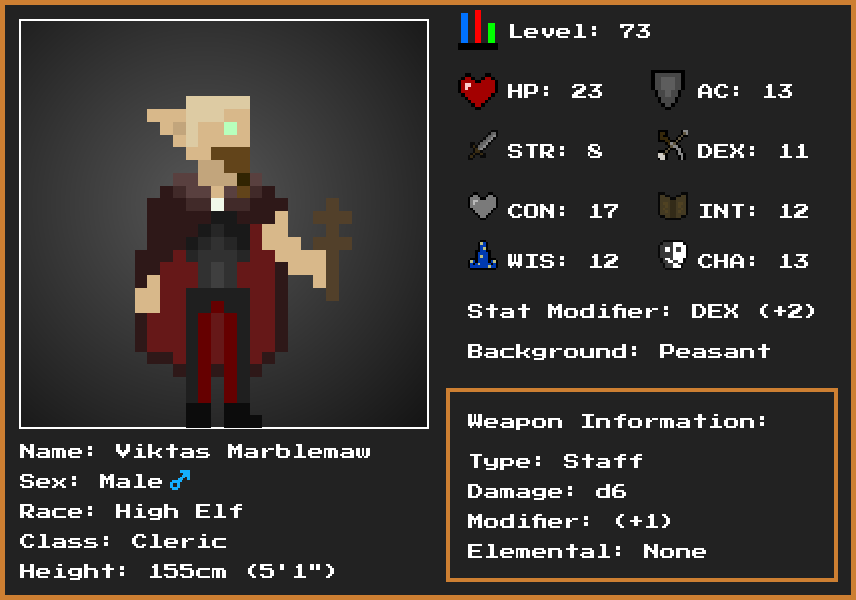 Level: 73
HP: 23
AC: 13
STR: 8
DEX: 11
CON: 17
INT: 12
WIS: 12
CHA: 13
Stat Modifier: DEX (+2)
Background: Peasant
Weapon Information:
Type: Staff
Damage: d6
Modifier: (+1)
Elemental: None
Name: Viktas Marblemaw
Sex: Male ♂
Race: High Elf
Class: Cleric
Height: 155cm (5'1")